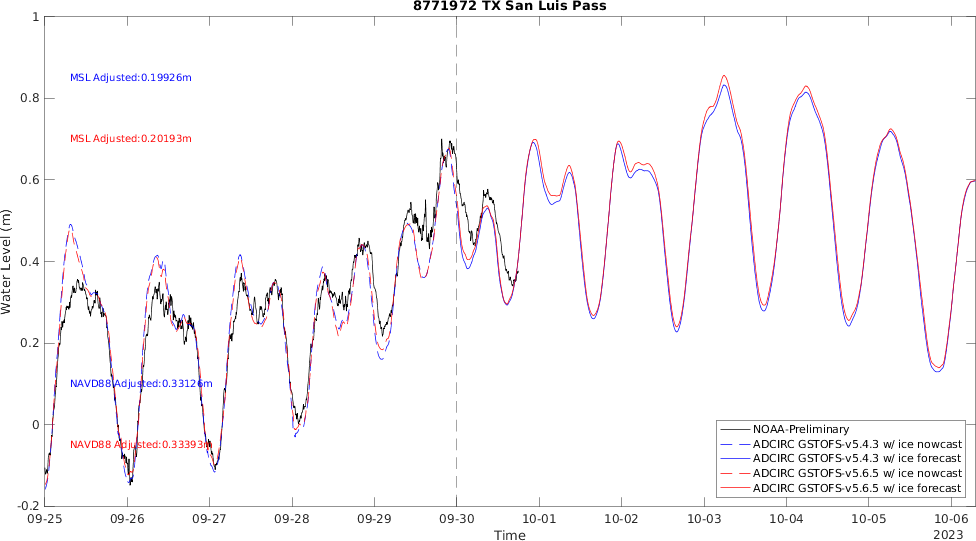 8771972 TX San Luis Pass
1
0.8
0.6
0.4
0.2
0
-0.2
Water Level (m)
MSL Adjusted:0.19926m
MSL Adjusted:0.20193m
NAVD88 Adjusted:0.33126m
NAVD88 Adjusted:0.33393m
NOAA-Preliminary
ADCIRC GSTOFS-v5.4.3 w/ ice nowcast
ADCIRC GSTOFS-v5.4.3 w/ ice forecast
ADCIRC GSTOFS-v5.6.5 w/ ice nowcast
ADCIRC GSTOFS-v5.6.5 w/ ice forecast
09-25 09-26 09-27 09-28 09-29 09-30 10-01 10-02 10-03 10-04 10-05 10-06
2023
Time